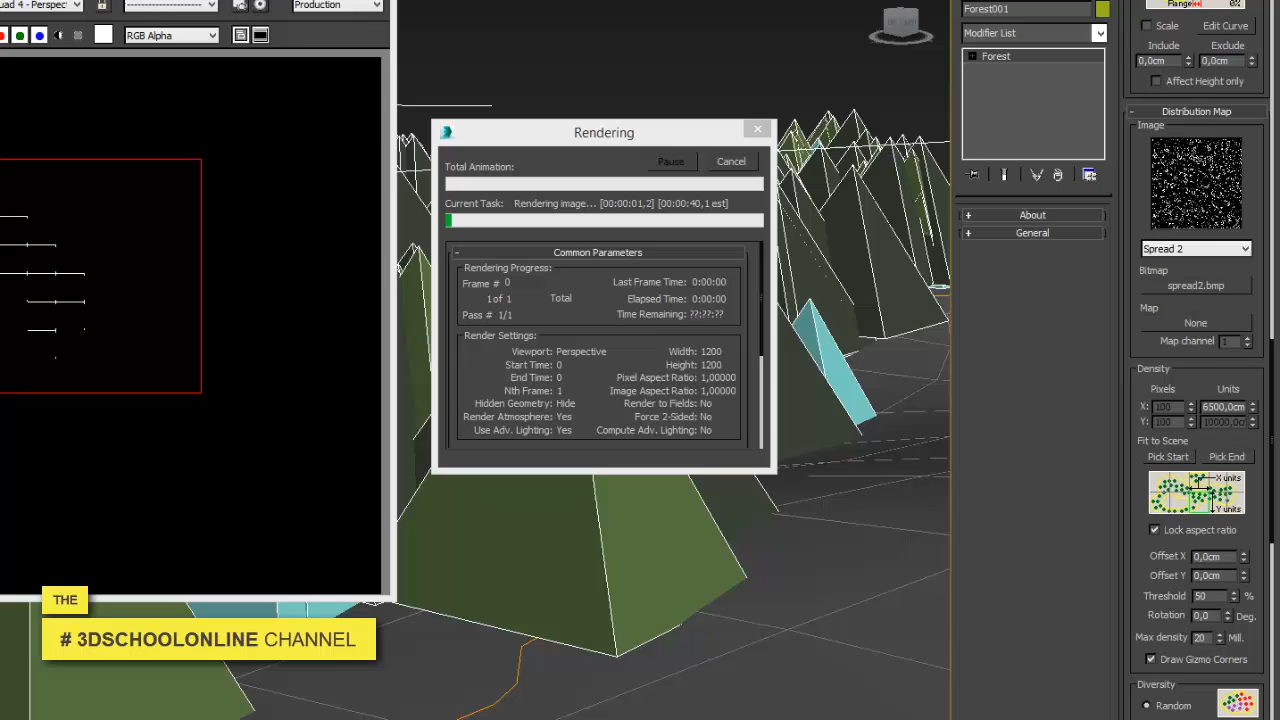 uad 4 - Perspect
Production
RGB Alpha
Rendering
Total Animation:
Pause
Cancel
Current Task: Rendering image... [00:00:01,2] [00:00:40,1 est]
- Common Parameters
Rendering Progress:
Frame # 0
Last Frame Time: 0:00:00
1 of 1 Total
Elapsed Time: 0:00:00
Pass # 1/1
Time Remaining: ??:??:??
Render Settings:
Viewport: Perspective
Width: 1200
Start Time: 0
Height: 1200
End Time: 0
Pixel Aspect Ratio: 1,00000
Nth Frame: 1
Image Aspect Ratio: 1,00000
Hidden Geometry: Hide
Render to Fields: No
Render Atmosphere: Yes
Force 2-Sided: No
Use Adv. Lighting: Yes
Compute Adv. Lighting: No
THE
# 3DSCHOOLONLINE CHANNEL
Forest001
Modifier List
Forest
+ About
+ General
Range 0%
Scale Edit Curve
Include Exclude
0,0cm 0,0cm
Affect Height only
- Distribution Map
Image
Spread 2
Bitmap
spread2.bmp
Map
None
Map channel 1
Density
Pixels Units
X: 100 6500,0cm
Y: 100 10000,0c
Fit to Scene
Pick Start Pick End
X units
Y units
Lock aspect ratio
Offset X 0,0cm
Offset Y 0,0cm
Threshold 50 %
Rotation 0,0 Deg.
Max density 20 Mill.
Draw Gizmo Corners
Diversity
Random